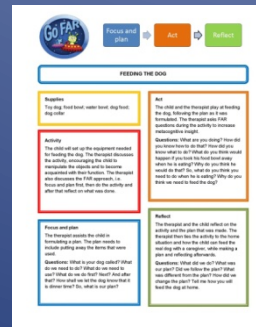 GO FAR
Focus and
plan
Act
Reflect
FEEDING THE DOG
Supplies
Toy dog; food bowl; water bowl; dog food;
dog collar
Activity
The child will set up the equipment needed
for feeding the dog. The therapist discusses
the activity, encouraging the child to
manipulate the objects and to become
acquainted with their function. The therapist
also discusses the FAR approach, i.e.
focus and plan first, then do the activity and
after that reflect on what was done.
Focus and plan
The therapist assists the child in
formulating a plan. The plan needs to
include putting away the items that were
used.
Questions: What is your dog called? What
do we need to do? What do we need to
use? What do we do first? Next? And after
that? How shall we let the dog know that it
is dinner time? So, what is our plan?
Act
The child and the therapist play at feeding
the dog, following the plan as it was
formulated. The therapist asks FAR
questions during the activity to increase
metacognitive insight.
Questions: What are you doing? How did
you know how to do that? How did you
know what to do? What do you think would
happen if you took his food bowl away
when he is eating? Why do you think he
would do that? So, what do you think you
need to do when he is eating? Why do you
think we need to feed the dog?
Reflect
The therapist and the child reflect on the
activity and the plan that was made. The
therapist then ties the activity to the home
situation and how the child can feed the
real dog with a caregiver, while making a
plan and reflecting afterwards.
Questions: What did we do? What was
our plan? Did we follow the plan? What
was different from the plan? How did we
change the plan? Tell me how you will
feed the dog at home.